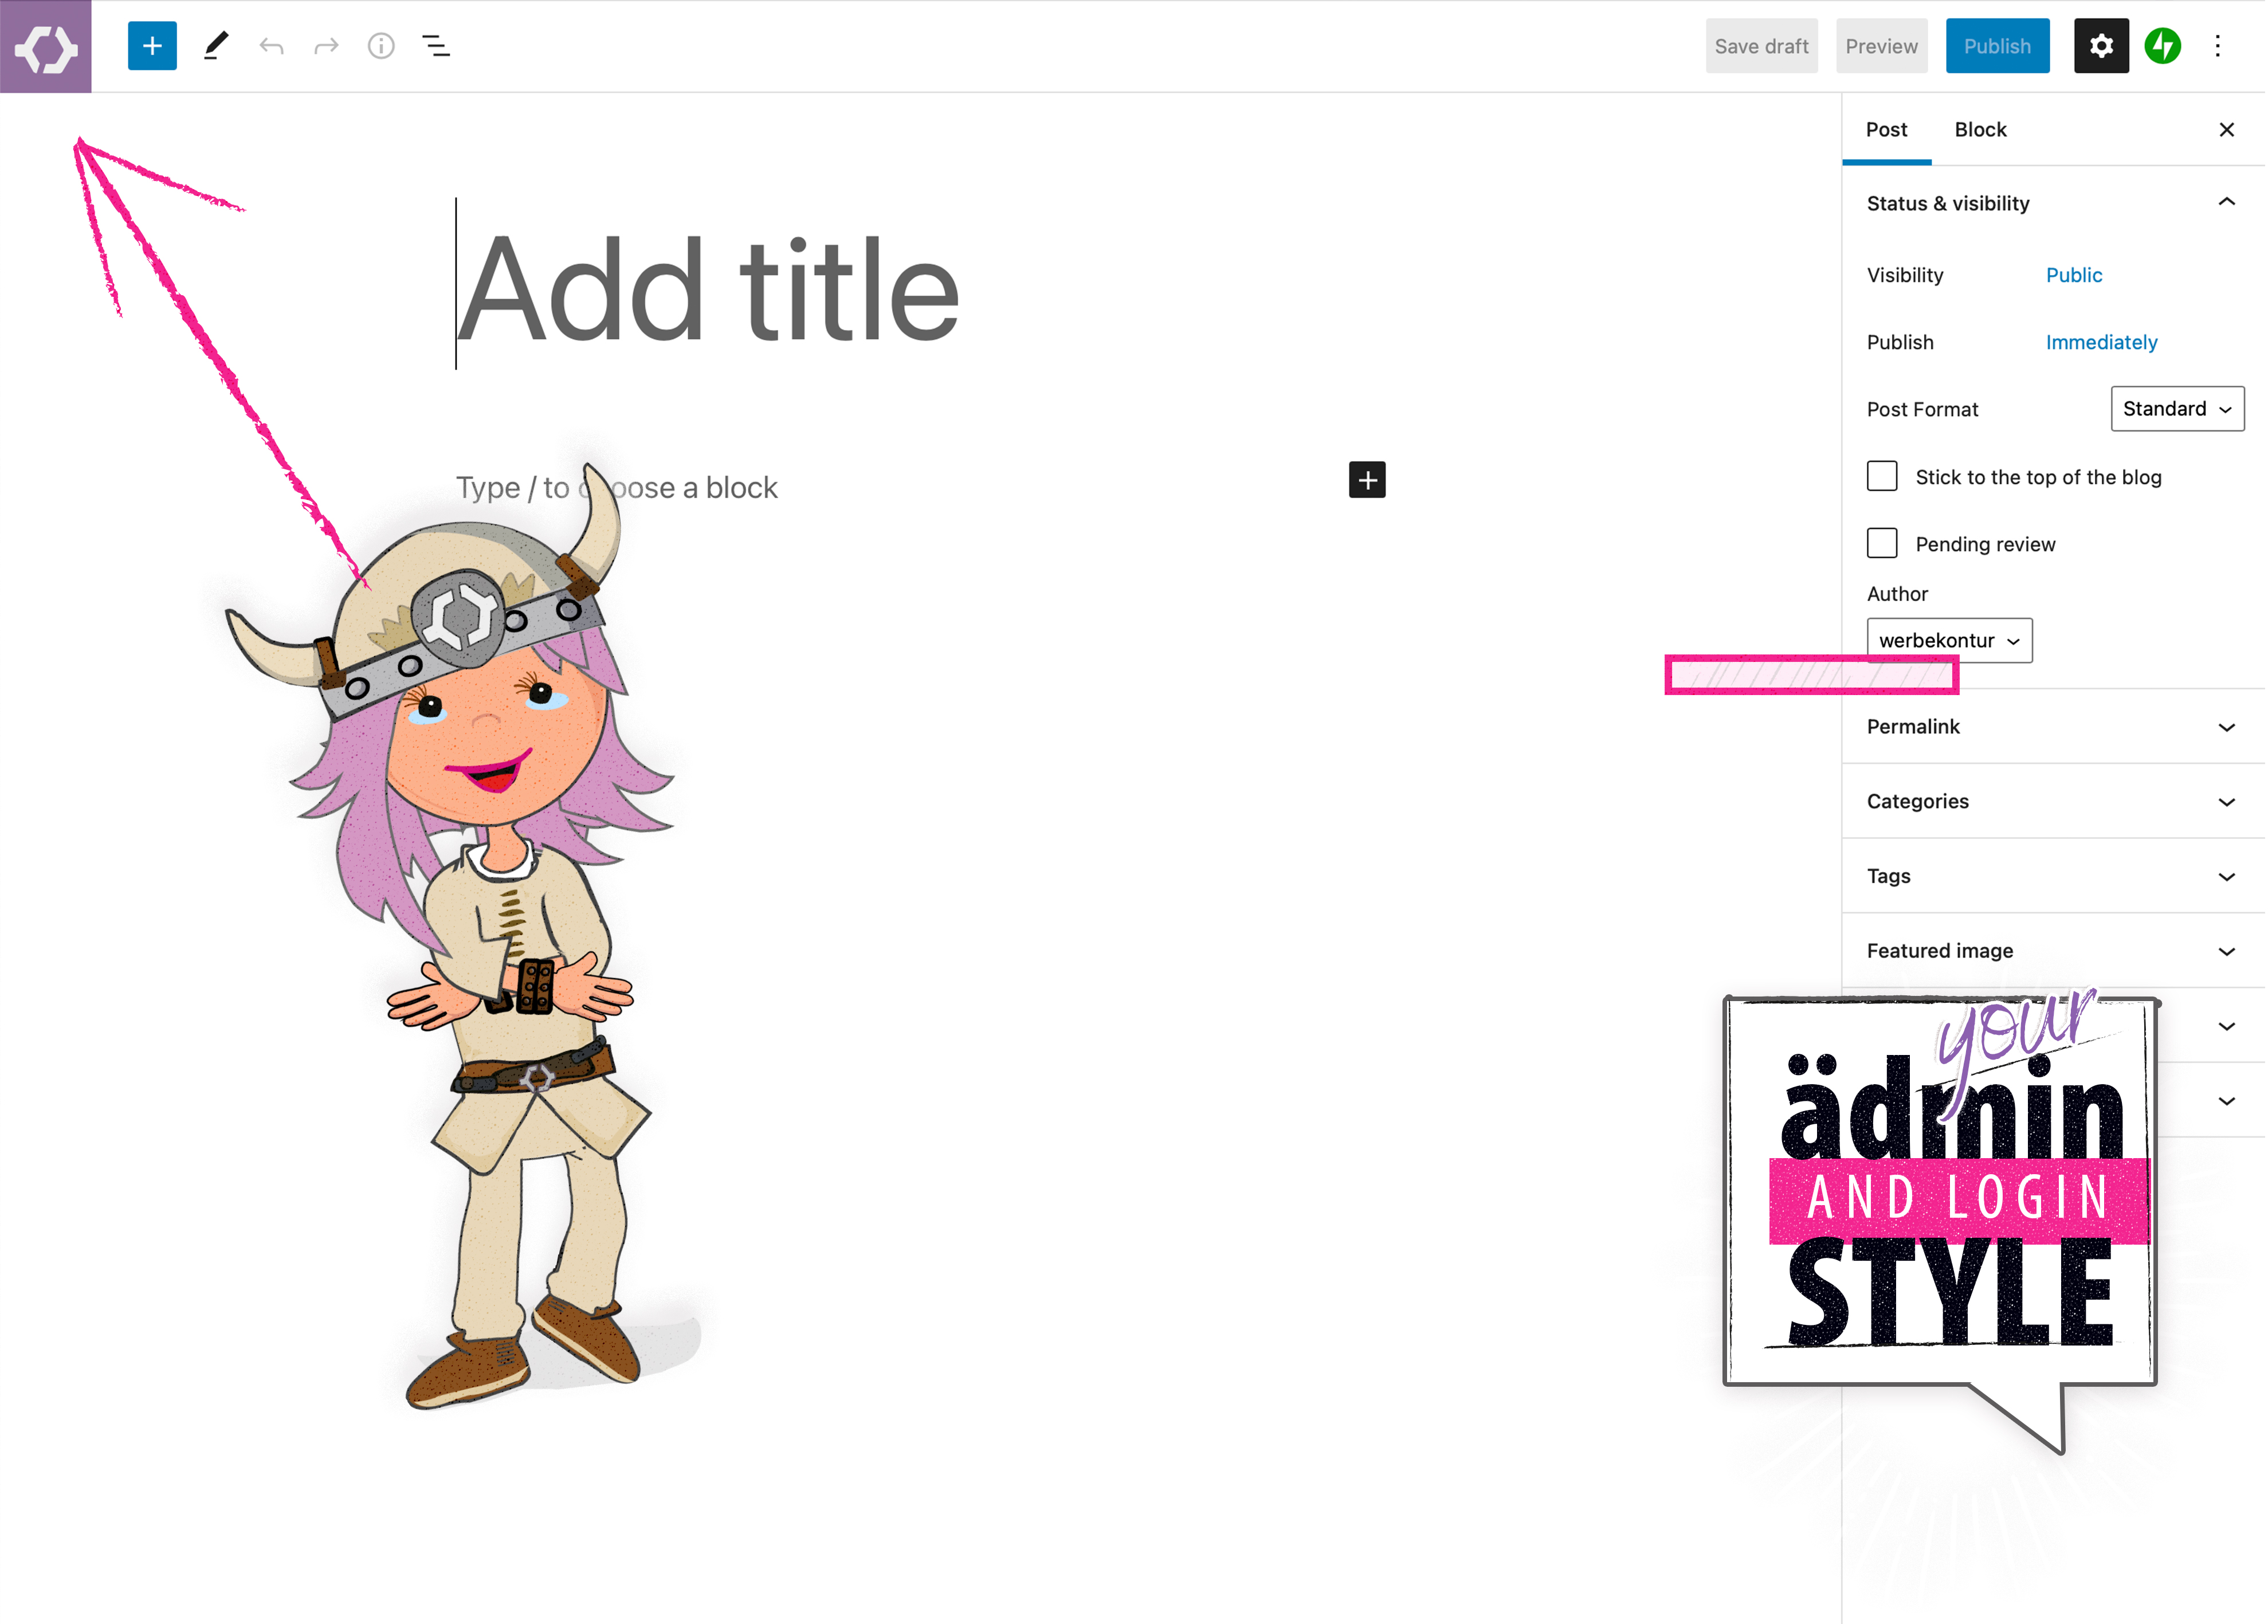 Save draft
Preview
Publish
Post
Block
Add title
Type / to choose a block
Status & visibility
Visibility
Public
Publish
Immediately
Post Format
Standard
Stick to the top of the blog
Pending review
Author
werbekontur
Permalink
Categories
Tags
Featured image
your
ädmin
AND LOGIN
STYLE